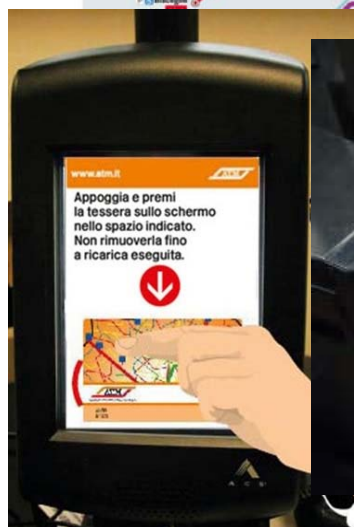 www.atm.it
ATM
Appoggia e premi
la tessera sullo schermo
nello spazio indicato.
Non rimuoverla fino
a ricarica eseguita.
ATM
ACS